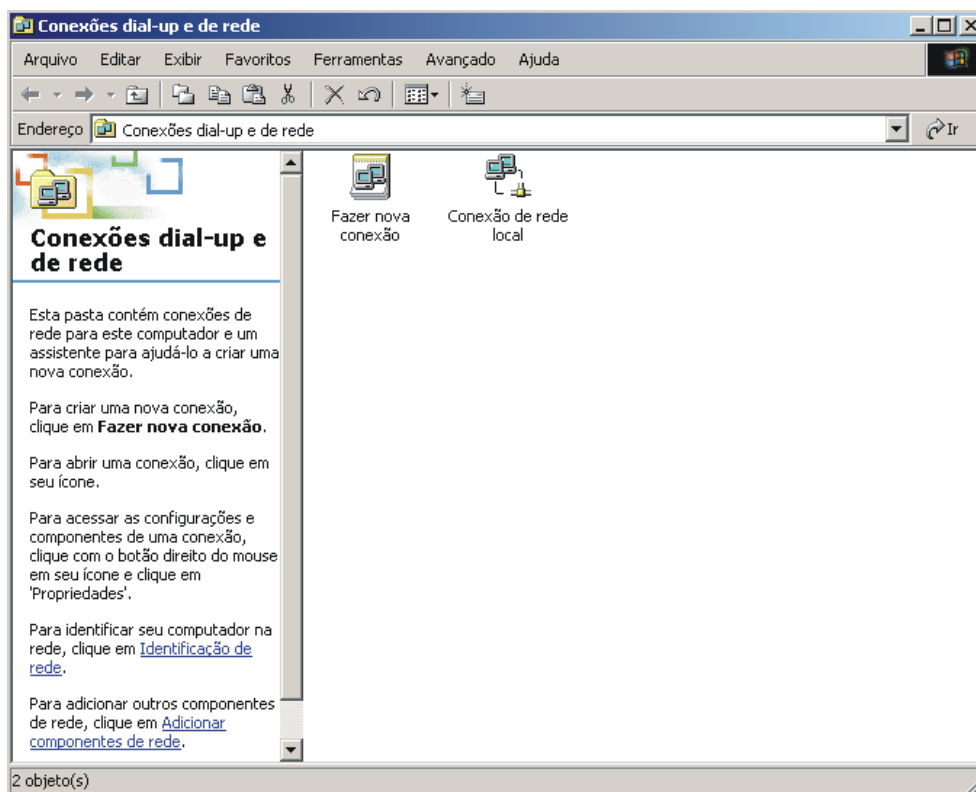 Conexões dial-up e de rede
Arquivo Editar Exibir Favoritos Ferramentas Avançado Ajuda
Endereço Conexões dial-up e de rede Ir
Conexões dial-up e
de rede
Esta pasta contém conexões de
rede para este computador e um
assistente para ajudá-lo a criar uma
nova conexão.
Para criar uma nova conexão,
clique em Fazer nova conexão.
Para abrir uma conexão, clique em
seu ícone.
Para acessar as configurações e
componentes de uma conexão,
clique com o botão direito do mouse
em seu ícone e clique em
'Propriedades'.
Para identificar seu computador na
rede, clique em Identificação de
rede.
Para adicionar outros componentes
de rede, clique em Adicionar
componentes de rede.
Fazer nova
conexão
Conexão de rede
local
2 objeto(s)